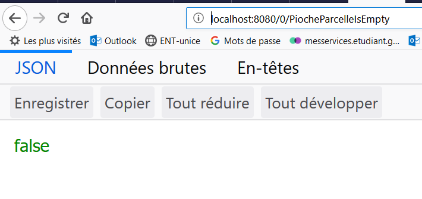 localhost:8080/0/PiocheParcelleIsEmpty
Les plus visités Outlook ENT-unice G Mots de passe messervices.etudiant.g...
JSON Données brutes En-têtes
Enregistrer Copier Tout réduire Tout développer
false